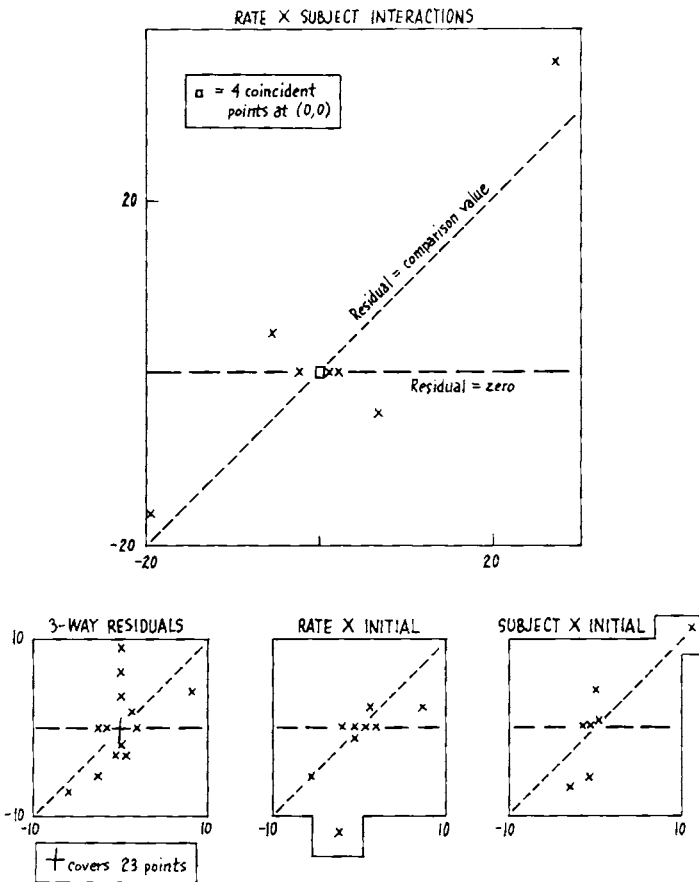 RATE X SUBJECT INTERACTIONS
□ = 4 coincident
points at (0,0)
20
Residual = comparison value
Residual = zero
-20
-20
20
3-WAY RESIDUALS
RATE X INITIAL
SUBJECT X INITIAL
10
-10
-10
10
-10
10
-10
10
+ covers 23 points